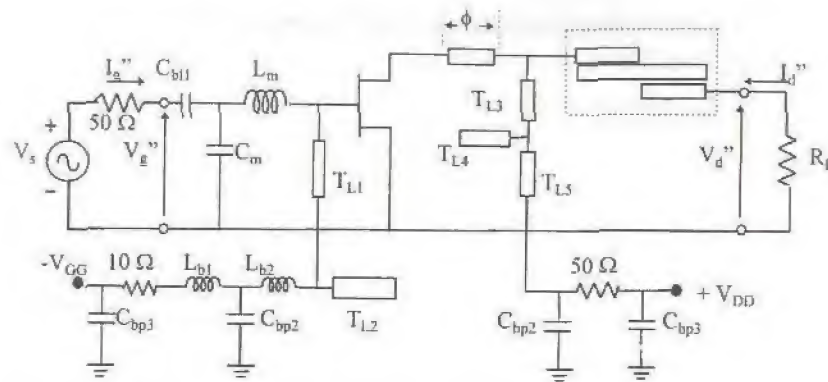 ϕ
I_g"
C_bl1
L_m
I_d"
50 Ω
T_L3
+
V_s
−
V_g"
C_m
T_L1
T_L4
T_L5
V_d"
-V_GG
10 Ω
L_b1
L_b2
50 Ω
+ V_DD
C_bp3
C_bp2
T_L2
C_bp2
C_bp3